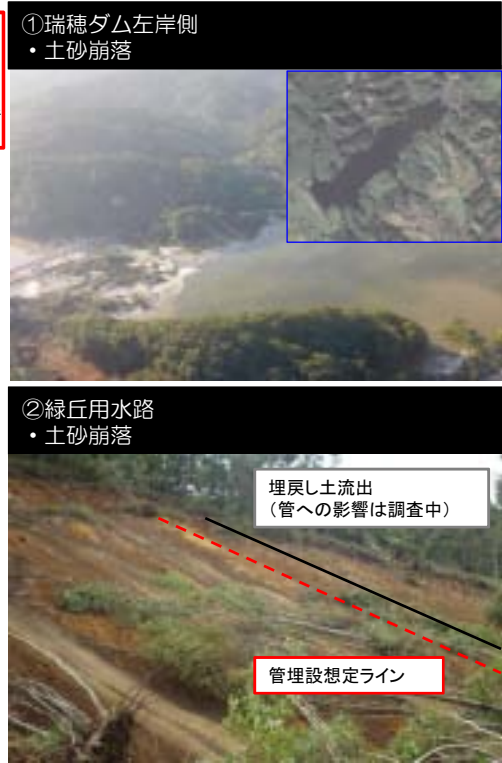 ①瑞穂ダム左岸側
・土砂崩落
②緑丘用水路
・土砂崩落
埋戻し土流出
（管への影響は調査中）
管埋設想定ライン